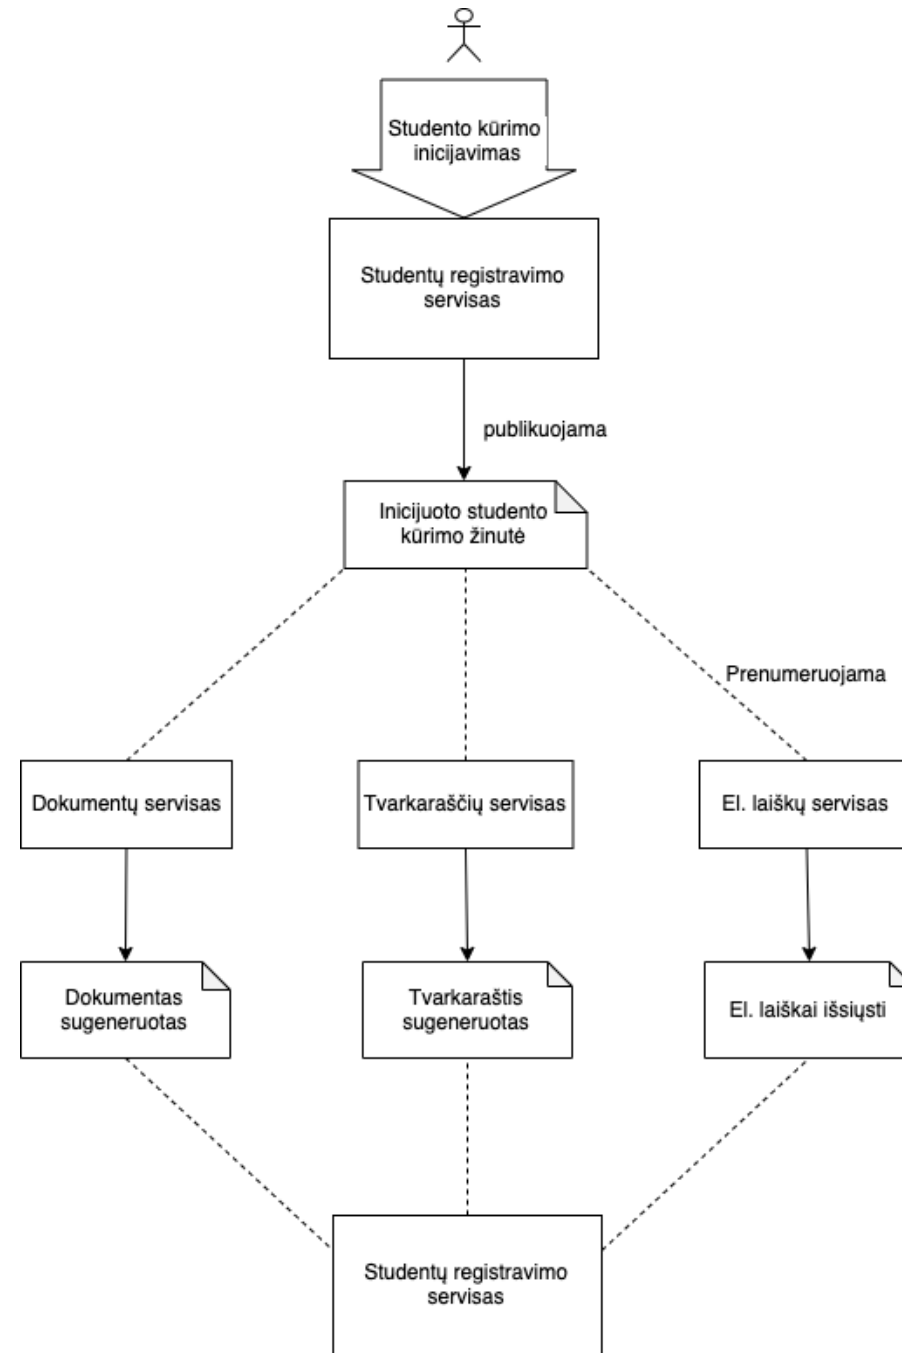 Studento kūrimo
inicijavimas
Studentų registravimo
servisas
publikuojama
Inicijuoto studento
kūrimo žinutė
Prenumeruojama
Dokumentų servisas
Tvarkaraščių servisas
El. laiškų servisas
Dokumentas
sugeneruotas
Tvarkaraštis
sugeneruotas
El. laiškai išsiųsti
Studentų registravimo
servisas